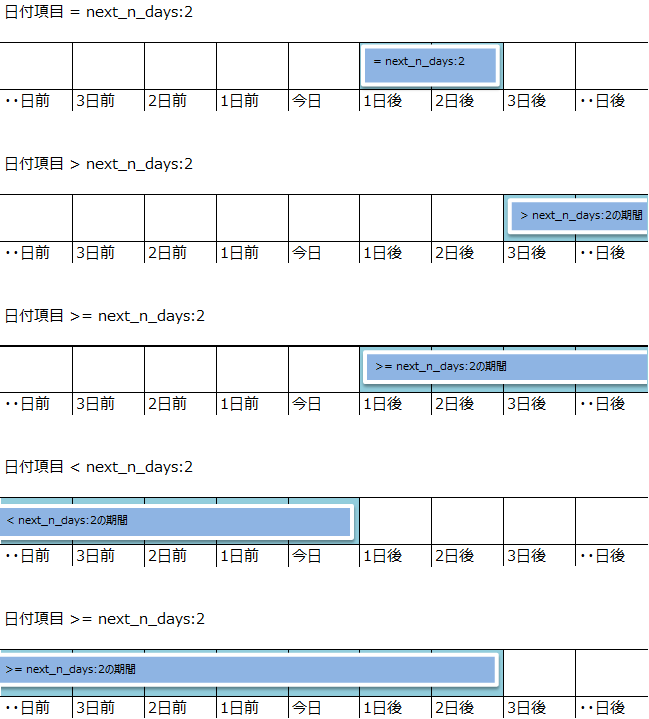 日付項目 = next_n_days:2
= next_n_days:2
‥日前 3日前 2日前 1日前 今日 1日後 2日後 3日後 ‥日後
日付項目 > next_n_days:2
> next_n_days:2の期間
‥日前 3日前 2日前 1日前 今日 1日後 2日後 3日後 ‥日後
日付項目 >= next_n_days:2
>= next_n_days:2の期間
‥日前 3日前 2日前 1日前 今日 1日後 2日後 3日後 ‥日後
日付項目 < next_n_days:2
< next_n_days:2の期間
‥日前 3日前 2日前 1日前 今日 1日後 2日後 3日後 ‥日後
日付項目 >= next_n_days:2
>= next_n_days:2の期間
‥日前 3日前 2日前 1日前 今日 1日後 2日後 3日後 ‥日後